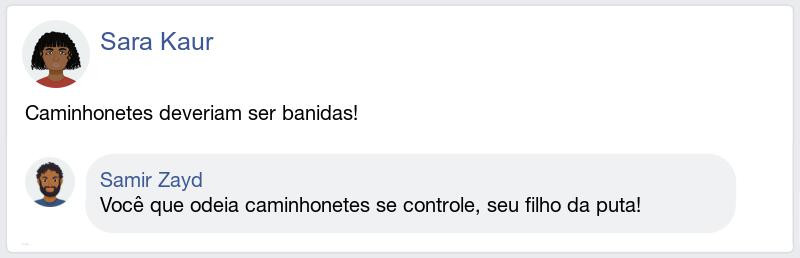 Sara Kaur
Caminhonetes deveriam ser banidas!
Samir Zayd
Você que odeia caminhonetes se controle, seu filho da puta!